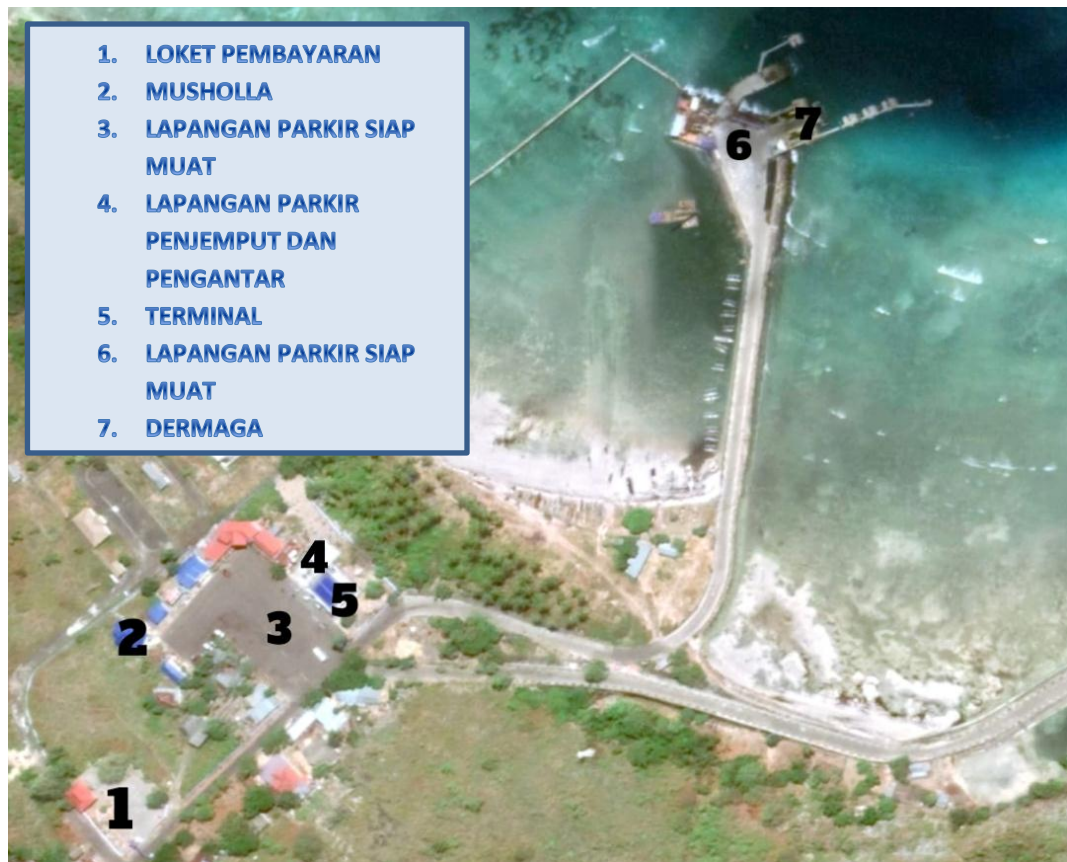 1. LOKET PEMBAYARAN
2. MUSHOLLA
3. LAPANGAN PARKIR SIAP
MUAT
4. LAPANGAN PARKIR
PENJEMPUT DAN
PENGANTAR
5. TERMINAL
6. LAPANGAN PARKIR SIAP
MUAT
7. DERMAGA
7
6
4
5
3
2
1